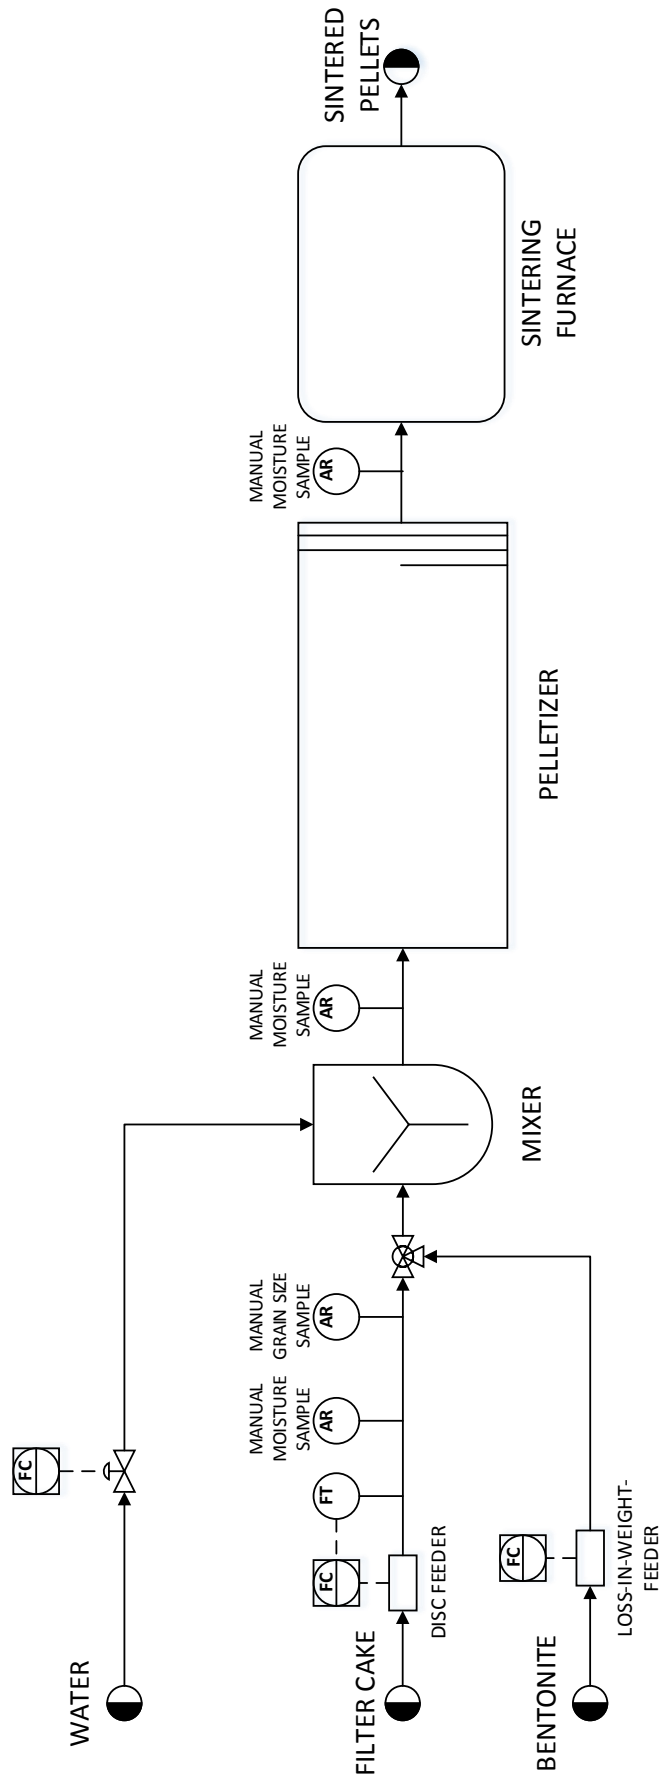 WATER
FC
FILTER CAKE
FC
DISC FEEDER
FT
MANUAL
MOISTURE
SAMPLE
AR
MANUAL
GRAIN SIZE
SAMPLE
AR
BENTONITE
FC
LOSS-IN-WEIGHT-
FEEDER
MIXER
MANUAL
MOISTURE
SAMPLE
AR
PELLETIZER
MANUAL
MOISTURE
SAMPLE
AR
SINTERING
FURNACE
SINTERED
PELLETS